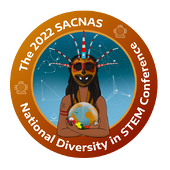 The 2022 SACNAS
National Diversity in STEM Conference